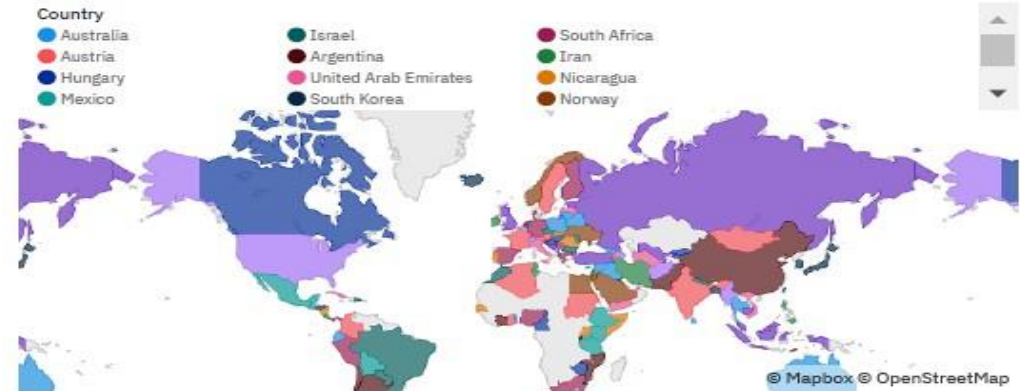 Country
Australia
Austria
Hungary
Mexico
Israel
Argentina
United Arab Emirates
South Korea
South Africa
Iran
Nicaragua
Norway
© Mapbox © OpenStreetMap